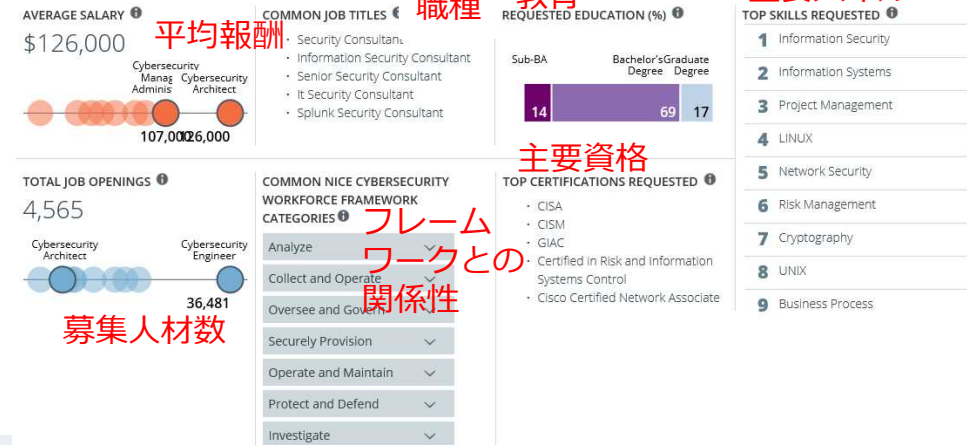 AVERAGE SALARY
$126,000
平均報酬
Cybersecurity
Cybersecurity
Adminis Architect
107,000
126,000
COMMON JOB TITLES
職種
· Security Consultant
· Information Security Consultant
· Senior Security Consultant
· It Security Consultant
· Splunk Security Consultant
教育
REQUESTED EDUCATION (%)
Sub-BA
Bachelor's Graduate
Degree Degree
14 69 17
TOP SKILLS REQUESTED
1 Information Security
2 Information Systems
3 Project Management
4 LINUX
5 Network Security
6 Risk Management
7 Cryptography
8 UNIX
9 Business Process
TOTAL JOB OPENINGS
4,565
Cybersecurity Cybersecurity
Architect Engineer
36,481
募集人材数
COMMON NICE CYBERSECURITY
WORKFORCE FRAMEWORK
CATEGORIES
フレーム
ワークとの
関係性
Analyze
Collect and Operate
Oversee and Govern
Securely Provision
Operate and Maintain
Protect and Defend
Investigate
主要資格
TOP CERTIFICATIONS REQUESTED
· CISA
· CISM
· GIAC
· Certified in Risk and Information
Systems Control
· Cisco Certified Network Associate